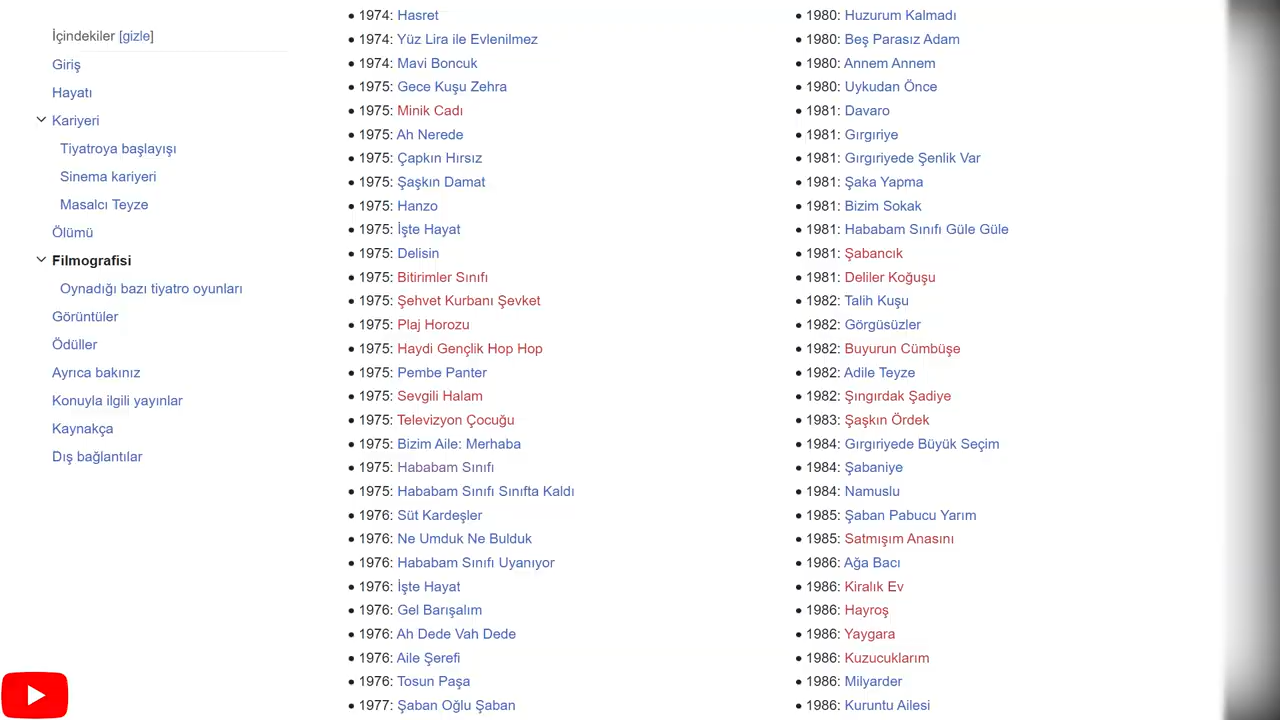 İçindekiler [gizle]
Giriş
Hayatı
Kariyeri
Tiyatroya başlayışı
Sinema kariyeri
Masalcı Teyze
Ölümü
Filmografisi
Oynadığı bazı tiyatro oyunları
Görüntüler
Ödüller
Ayrıca bakınız
Konuyla ilgili yayınlar
Kaynakça
Dış bağlantılar
• 1974: Hasret
• 1974: Yüz Lira ile Evlenilmez
• 1974: Mavi Boncuk
• 1975: Gece Kuşu Zehra
• 1975: Minik Cadı
• 1975: Ah Nerede
• 1975: Çapkın Hırsız
• 1975: Şaşkın Damat
• 1975: Hanzo
• 1975: İşte Hayat
• 1975: Delisin
• 1975: Bitirimler Sınıfı
• 1975: Şehvet Kurbanı Şevket
• 1975: Plaj Horozu
• 1975: Haydi Gençlik Hop Hop
• 1975: Pembe Panter
• 1975: Sevgili Halam
• 1975: Televizyon Çocuğu
• 1975: Bizim Aile: Merhaba
• 1975: Hababam Sınıfı
• 1975: Hababam Sınıfı Sınıfta Kaldı
• 1976: Süt Kardeşler
• 1976: Ne Umduk Ne Bulduk
• 1976: Hababam Sınıfı Uyanıyor
• 1976: İşte Hayat
• 1976: Gel Barışalım
• 1976: Ah Dede Vah Dede
• 1976: Aile Şerefi
• 1976: Tosun Paşa
• 1977: Şaban Oğlu Şaban
• 1980: Huzurum Kalmadı
• 1980: Beş Parasız Adam
• 1980: Annem Annem
• 1980: Uykudan Önce
• 1981: Davaro
• 1981: Gırgıriye
• 1981: Gırgıriyede Şenlik Var
• 1981: Şaka Yapma
• 1981: Bizim Sokak
• 1981: Hababam Sınıfı Güle Güle
• 1981: Şabancık
• 1981: Deliler Koğuşu
• 1982: Talih Kuşu
• 1982: Görgüsüzler
• 1982: Buyurun Cümbüşe
• 1982: Adile Teyze
• 1982: Şıngırdak Şadiye
• 1983: Şaşkın Ördek
• 1984: Gırgıriyede Büyük Seçim
• 1984: Şabaniye
• 1984: Namuslu
• 1985: Şaban Pabucu Yarım
• 1985: Satmışım Anasını
• 1986: Ağa Bacı
• 1986: Kiralık Ev
• 1986: Hayroş
• 1986: Yaygara
• 1986: Kuzucuklarım
• 1986: Milyarder
• 1986: Kuruntu Ailesi